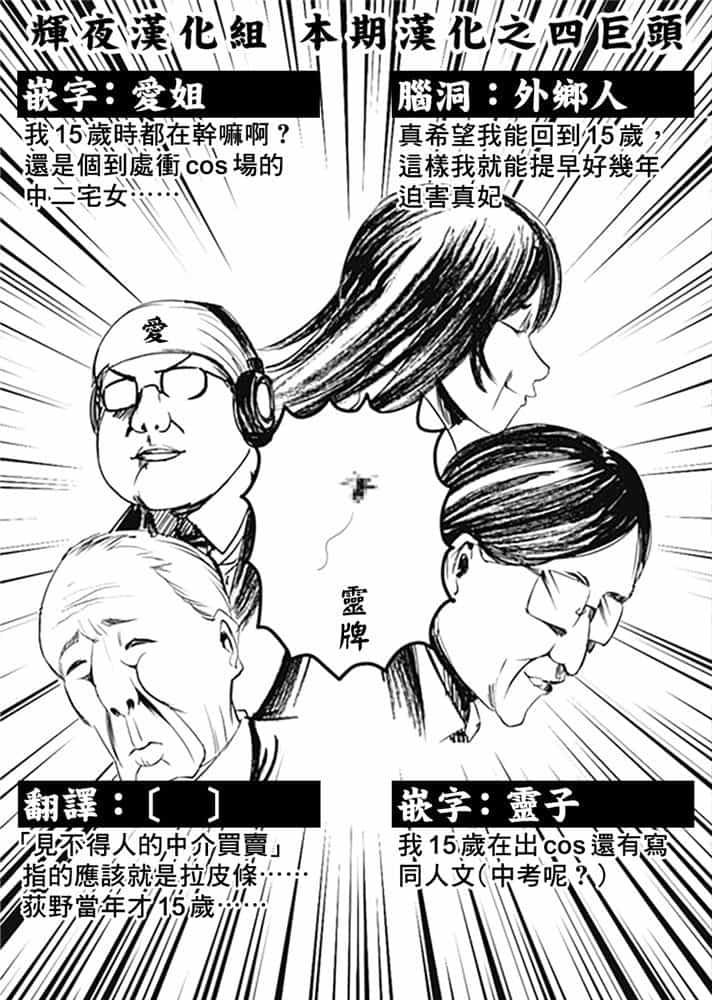 輝夜漢化組 本期漢化之四巨頭
嵌字：愛姐
我15歲時都在幹嘛啊？
還是個到處衝cos場的
中二宅女……
腦洞：外鄉人
真希望我能回到15歲，
這樣我就能提早好幾年
迫害真妃
愛
靈牌
翻譯：〔　〕
「見不得人的中介買賣」
指的應該就是拉皮條……
荻野當年才15歲……
嵌字：靈子
我15歲在出cos還有寫
同人文（中考呢？）